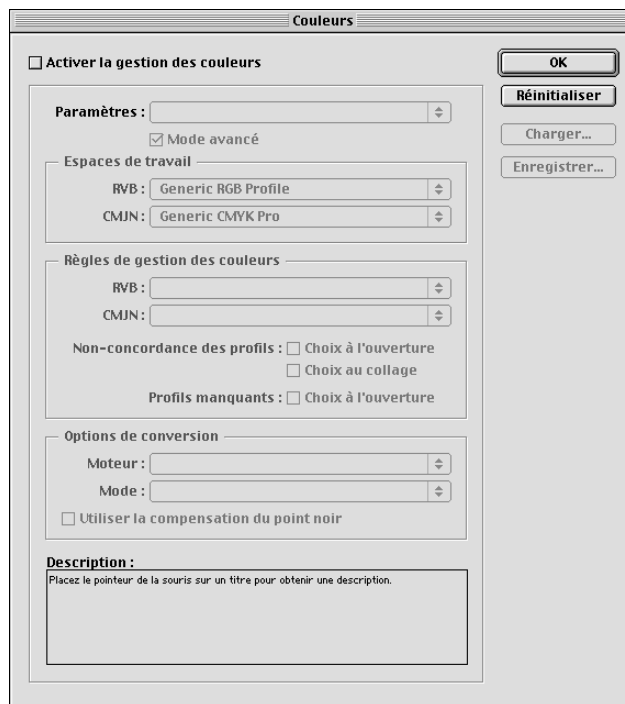 Couleurs
Activer la gestion des couleurs
OK
Réinitialiser
Charger...
Enregistrer...
Paramètres :
Mode avancé
Espaces de travail
RVB : Generic RGB Profile
CMJN : Generic CMYK Pro
Règles de gestion des couleurs
RVB :
CMJN :
Non-concordance des profils : Choix à l'ouverture
Choix au collage
Profils manquants : Choix à l'ouverture
Options de conversion
Moteur :
Mode :
Utiliser la compensation du point noir
Description :
Placez le pointeur de la souris sur un titre pour obtenir une description.